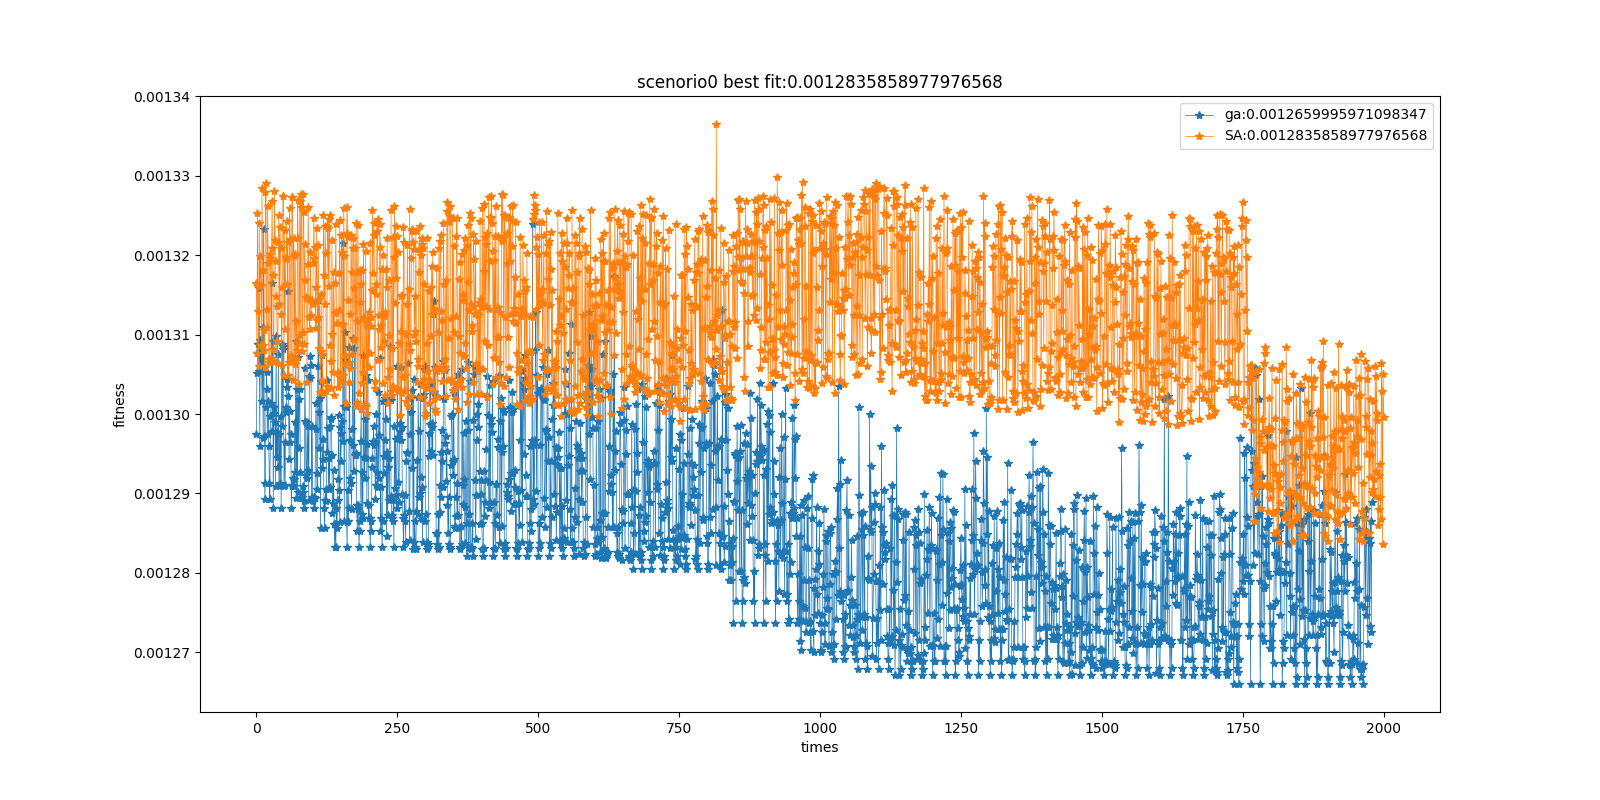 scenorio0 best fit:0.0012835858977976568
ga:0.0012659995971098347
SA:0.0012835858977976568
0.00134
0.00133
0.00132
0.00131
0.00130
0.00129
0.00128
0.00127
fitness
0 250 500 750 1000 1250 1500 1750 2000
times